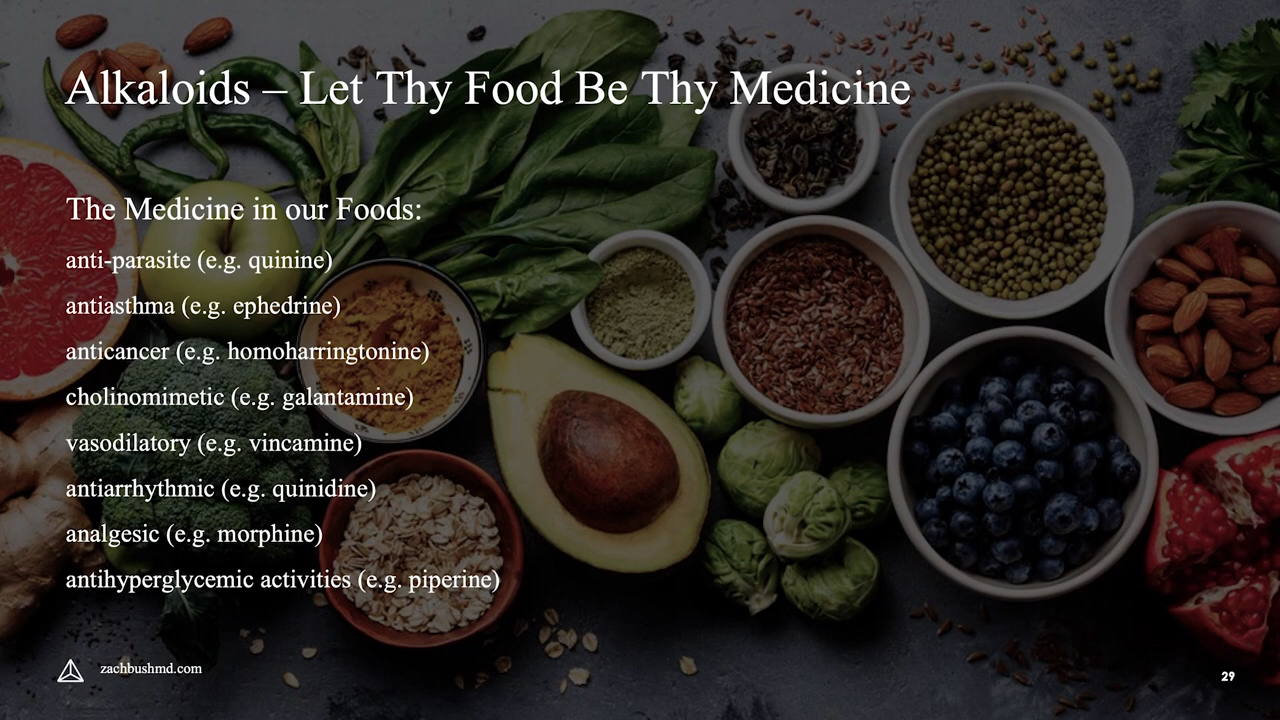 Alkaloids – Let Thy Food Be Thy Medicine
The Medicine in our Foods:
anti-parasite (e.g. quinine)
antiasthma (e.g. ephedrine)
anticancer (e.g. homoharringtonine)
cholinomimetic (e.g. galantamine)
vasodilatory (e.g. vincamine)
antiarrhythmic (e.g. quinidine)
analgesic (e.g. morphine)
antihyperglycemic activities (e.g. piperine)
zachbushmd.com
29